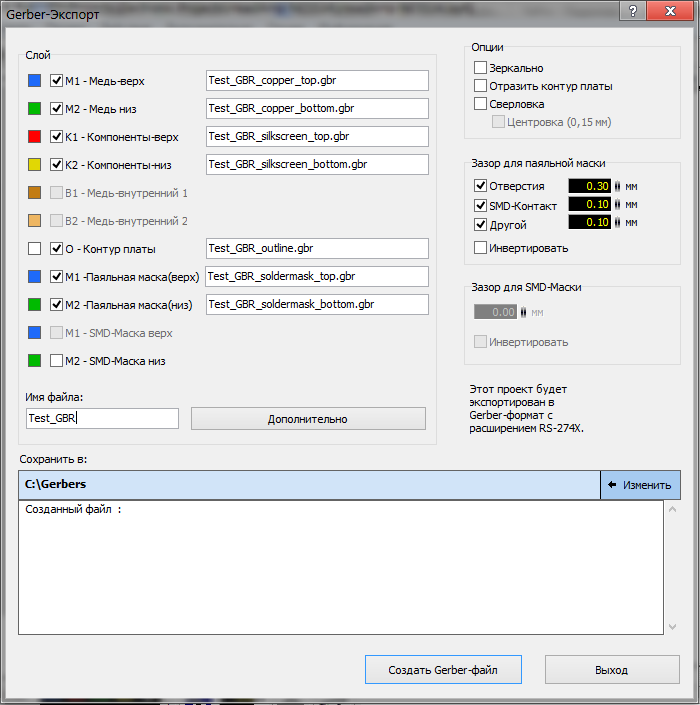 Gerber-Экспорт
Слой
M1 - Медь-верх Test_GBR_copper_top.gbr
M2 - Медь низ Test_GBR_copper_bottom.gbr
K1 - Компоненты-верх Test_GBR_silkscreen_top.gbr
K2 - Компоненты-низ Test_GBR_silkscreen_bottom.gbr
B1 - Медь-внутренний 1
B2 - Медь-внутренний 2
O - Контур платы Test_GBR_outline.gbr
M1 -Паяльная маска(верх) Test_GBR_soldermask_top.gbr
M2 -Паяльная маска(низ) Test_GBR_soldermask_bottom.gbr
M1 - SMD-Маска верх
M2 - SMD-Маска низ
Имя файла:
Test_GBR Дополнительно
Опции
Зеркально
Отразить контур платы
Сверловка
Центровка (0,15 мм)
Зазор для паяльной маски
Отверстия 0.30 мм
SMD-Контакт 0.10 мм
Другой 0.10 мм
Инвертировать
Зазор для SMD-Маски
0.00 мм
Инвертировать
Этот проект будет
экспортирован в
Gerber-формат с
расширением RS-274X.
Сохранить в:
C:\Gerbers Изменить
Созданный файл :
Создать Gerber-файл Выход